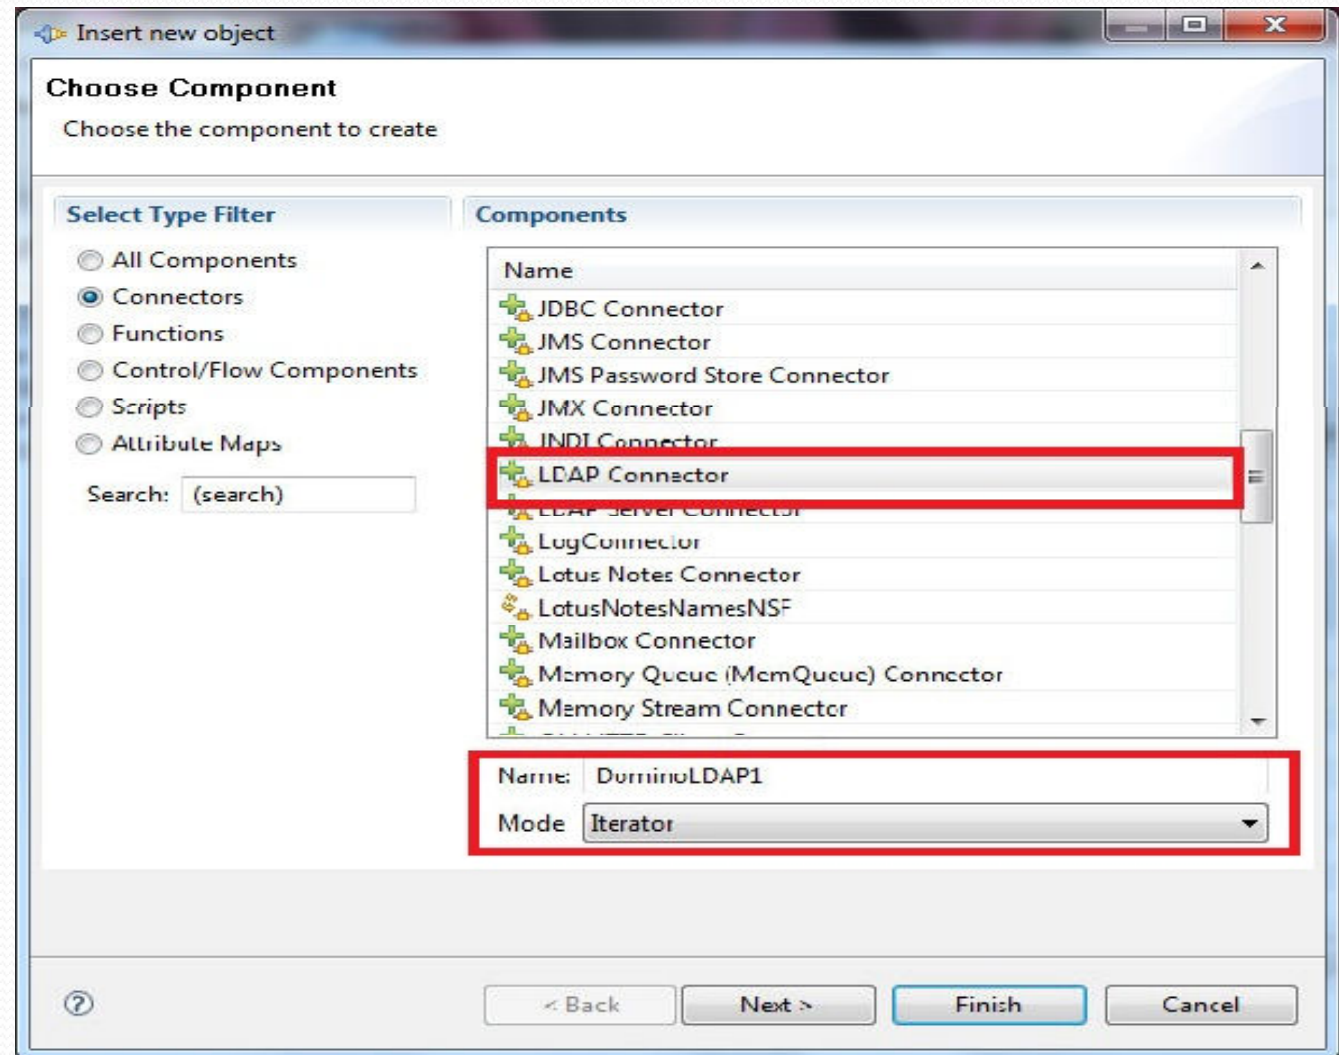 Insert new object
Choose Component
Choose the component to create
Select Type Filter
All Components
Connectors
Functions
Control/Flow Components
Scripts
Attribute Maps
Search: (search)
Components
Name
JDBC Connector
JMS Connector
JMS Password Store Connector
JMX Connector
JNDI Connector
LDAP Connector
LDAP Server Connector
LogConnector
Lotus Notes Connector
LotusNotesNamesNSF
Mailbox Connector
Memory Queue (MemQueue) Connector
Memory Stream Connector
Name: DominoLDAP1
Mode Iterator
< Back Next > Finish Cancel